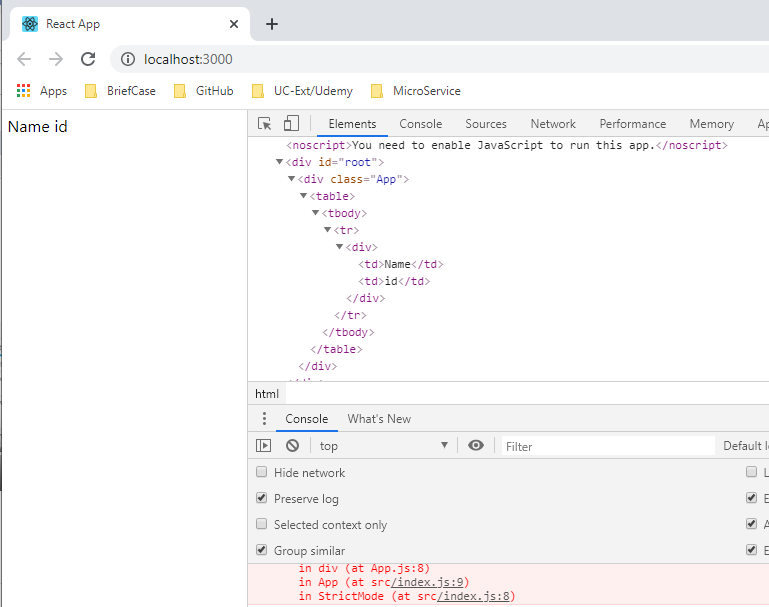 React App
localhost:3000
Apps BriefCase GitHub UC-Ext/Udemy MicroService
Name id
Elements Console Sources Network Performance Memory
<noscript>You need to enable JavaScript to run this app.</noscript>
<div id="root">
<div class="App">
<table>
<tbody>
<tr>
<div>
<td>Name</td>
<td>id</td>
</div>
</tr>
</tbody>
</table>
</div>
html
Console What's New
top Filter Default
Hide network
Preserve log
Selected context only
Group similar
in div (at App.js:8)
in App (at src/index.js:9)
in StrictMode (at src/index.js:8)